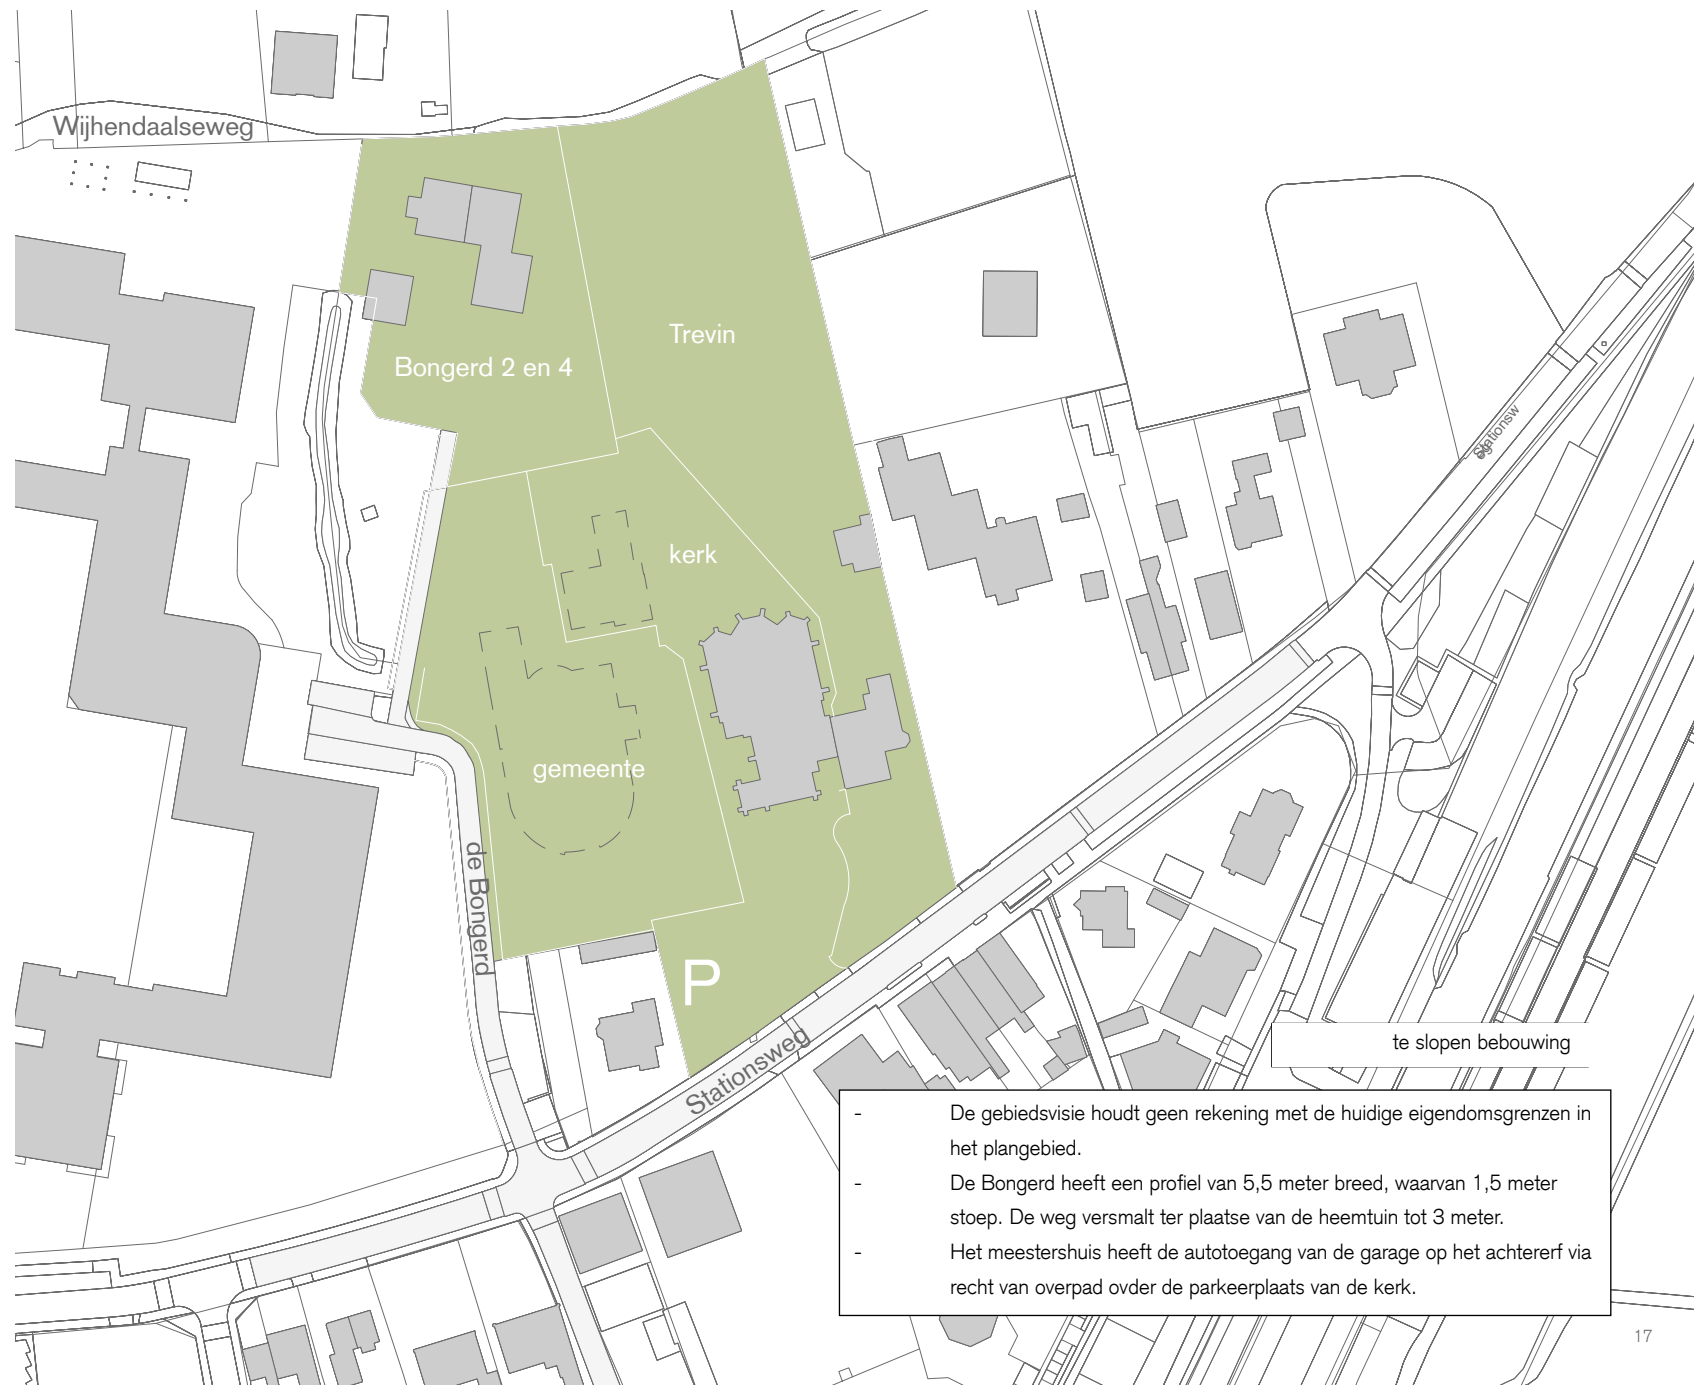 Wijhendaalseweg
Trevin
Bongerd 2 en 4
Stationsw
eg
kerk
gemeente
de Bongerd
P
Stationsweg
te slopen bebouwing
- De gebiedsvisie houdt geen rekening met de huidige eigendomsgrenzen in
het plangebied.
- De Bongerd heeft een profiel van 5,5 meter breed, waarvan 1,5 meter
stoep. De weg versmalt ter plaatse van de heemtuin tot 3 meter.
- Het meestershuis heeft de autotoegang van de garage op het achtererf via
recht van overpad ovder de parkeerplaats van de kerk.
17